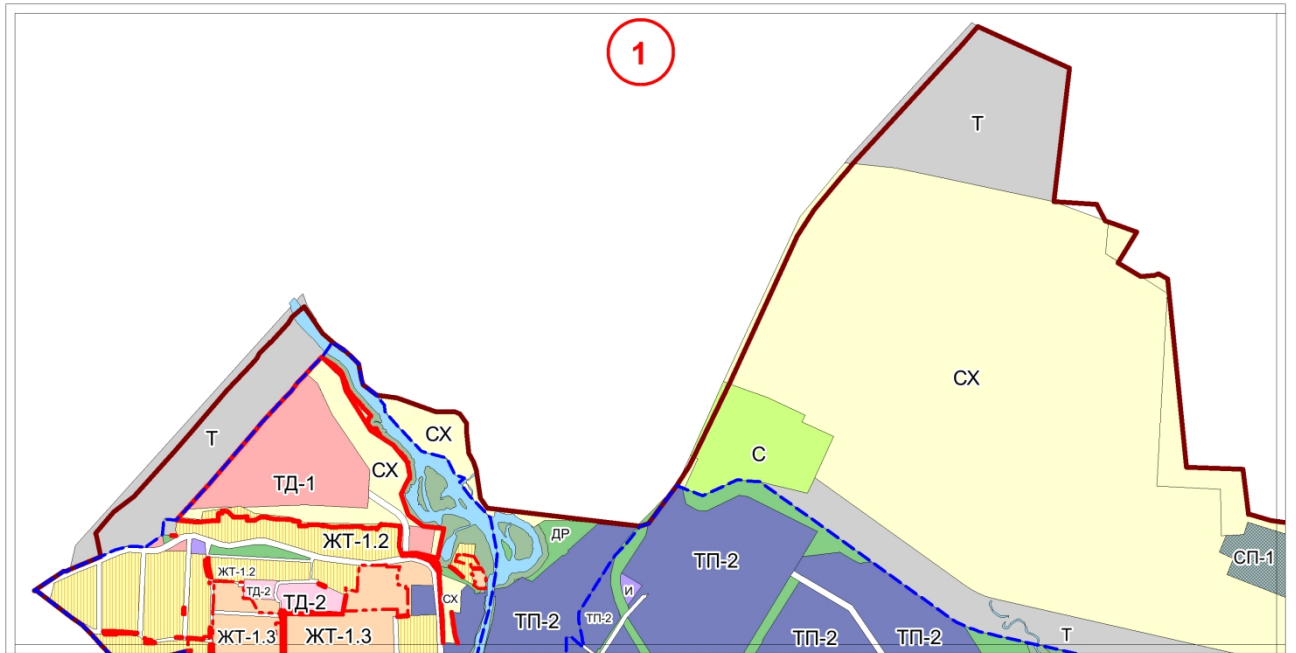 1
Т
СХ
СХ
Т
С
СХ
ТД-1
ДР
ЖТ-1.2
ТП-2
СП-1
ЖТ-1.2
ТД-2
И
СХ
ТД-2
ТП-2
ТП-2
ЖТ-1.3
ЖТ-1.3
ТП-2
ТП-2
Т